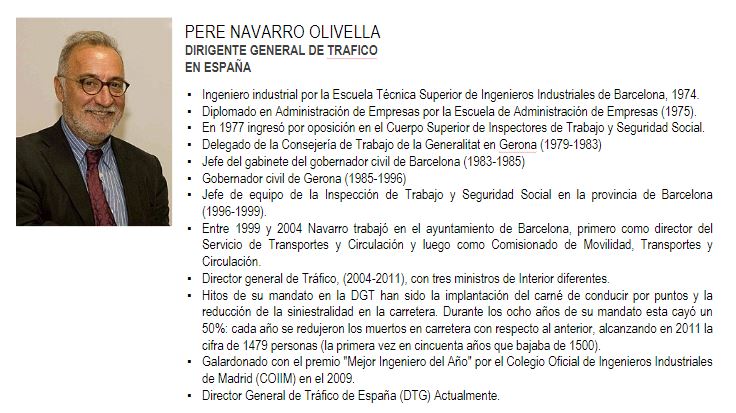 PERE NAVARRO OLIVELLA
DIRIGENTE GENERAL DE TRAFICO
EN ESPAÑA
▪ Ingeniero industrial por la Escuela Técnica Superior de Ingenieros Industriales de Barcelona, 1974.
▪ Diplomado en Administración de Empresas por la Escuela de Administración de Empresas (1975).
▪ En 1977 ingresó por oposición en el Cuerpo Superior de Inspectores de Trabajo y Seguridad Social.
▪ Delegado de la Consejería de Trabajo de la Generalitat en Gerona (1979-1983)
▪ Jefe del gabinete del gobernador civil de Barcelona (1983-1985)
▪ Gobernador civil de Gerona (1985-1996)
▪ Jefe de equipo de la Inspección de Trabajo y Seguridad Social en la provincia de Barcelona
(1996-1999).
▪ Entre 1999 y 2004 Navarro trabajó en el ayuntamiento de Barcelona, primero como director del
Servicio de Transportes y Circulación y luego como Comisionado de Movilidad, Transportes y
Circulación.
▪ Director general de Tráfico, (2004-2011), con tres ministros de Interior diferentes.
▪ Hitos de su mandato en la DGT han sido la implantación del carné de conducir por puntos y la
reducción de la siniestralidad en la carretera. Durante los ocho años de su mandato esta cayó un
50%: cada año se redujeron los muertos en carretera con respecto al anterior, alcanzando en 2011 la
cifra de 1479 personas (la primera vez en cincuenta años que bajaba de 1500).
▪ Galardonado con el premio "Mejor Ingeniero del Año" por el Colegio Oficial de Ingenieros Industriales
de Madrid (COIIM) en el 2009.
▪ Director General de Tráfico de España (DTG) Actualmente.